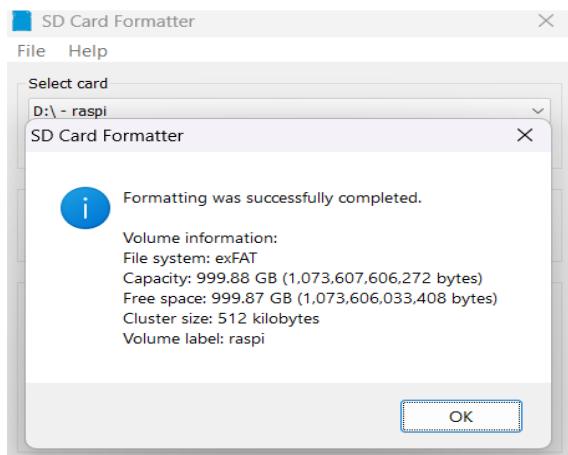 SD Card Formatter
File Help
Select card
D:\ - raspi
SD Card Formatter
Formatting was successfully completed.
Volume information:
File system: exFAT
Capacity: 999.88 GB (1,073,607,606,272 bytes)
Free space: 999.87 GB (1,073,606,033,408 bytes)
Cluster size: 512 kilobytes
Volume label: raspi
OK